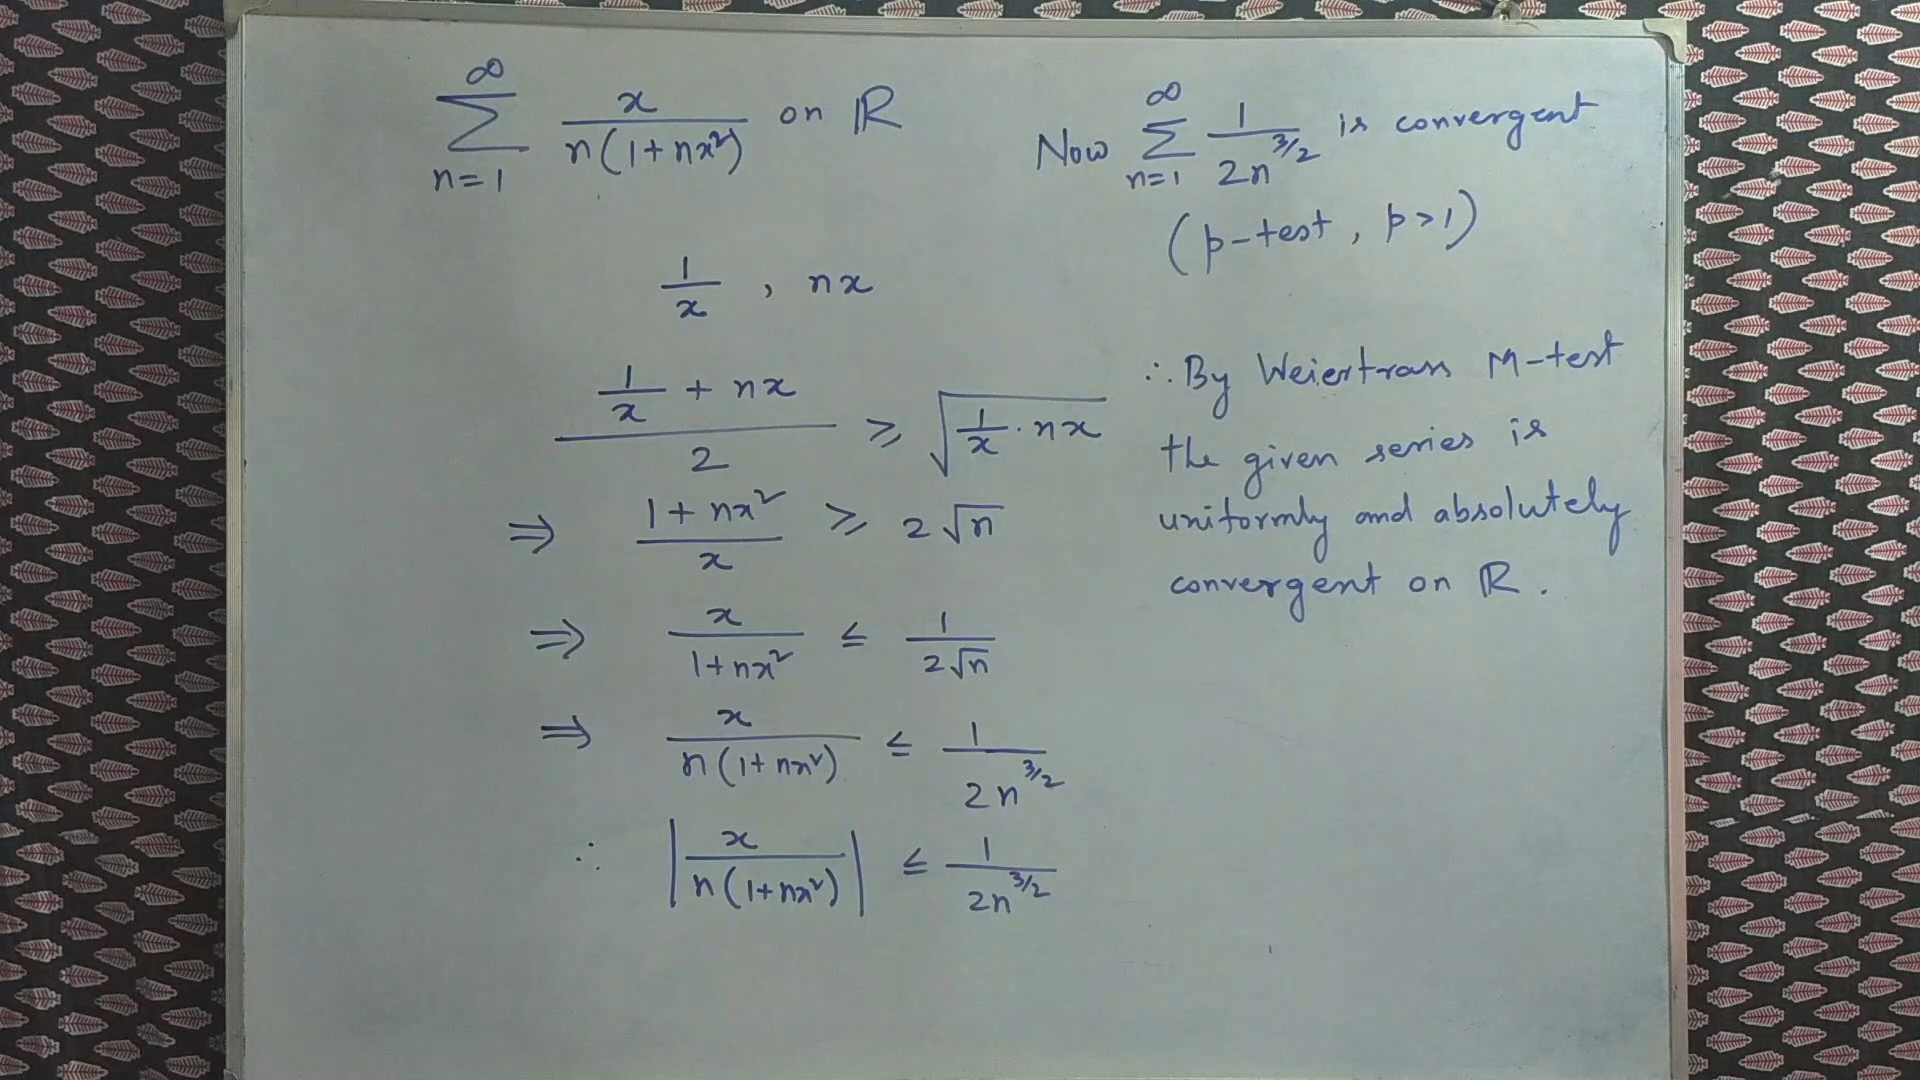 ∞
∑ x / n(1+nx²) on ℝ
n=1
1/x , nx
(1/x + nx) / 2 ⩾ √(1/x · nx)
⇒ (1+nx²) / x ⩾ 2√n
⇒ x / (1+nx²) ≤ 1 / 2√n
⇒ x / n(1+nx²) ≤ 1 / 2n^3/2
∴ |x / n(1+nx²)| ≤ 1 / 2n^3/2
∞
Now ∑ 1 / 2n^3/2 is convergent
n=1
(p-test, p>1)
∴ By Weiertrass M-test
the given series is
uniformly and absolutely
convergent on ℝ.